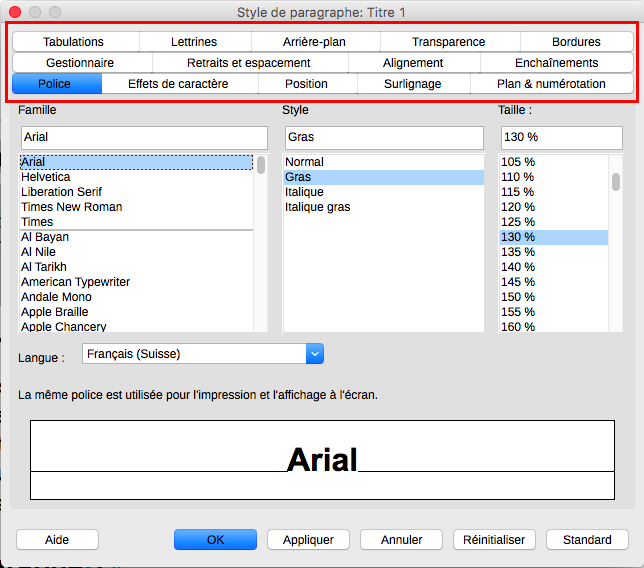 Style de paragraphe: Titre 1
Tabulations Lettrines Arrière-plan Transparence Bordures
Gestionnaire Retraits et espacement Alignement Enchaînements
Police Effets de caractère Position Surlignage Plan & numérotation
Famille Style Taille :
Arial Gras 130 %
Arial Normal 105 %
Helvetica Gras 110 %
Liberation Serif Italique 115 %
Times New Roman Italique gras 120 %
Times 125 %
Al Bayan 130 %
Al Nile 135 %
Al Tarikh 140 %
American Typewriter 145 %
Andale Mono 150 %
Apple Braille 155 %
Apple Chancery 160 %
Langue : Français (Suisse)
La même police est utilisée pour l'impression et l'affichage à l'écran.
Arial
Aide OK Appliquer Annuler Réinitialiser Standard